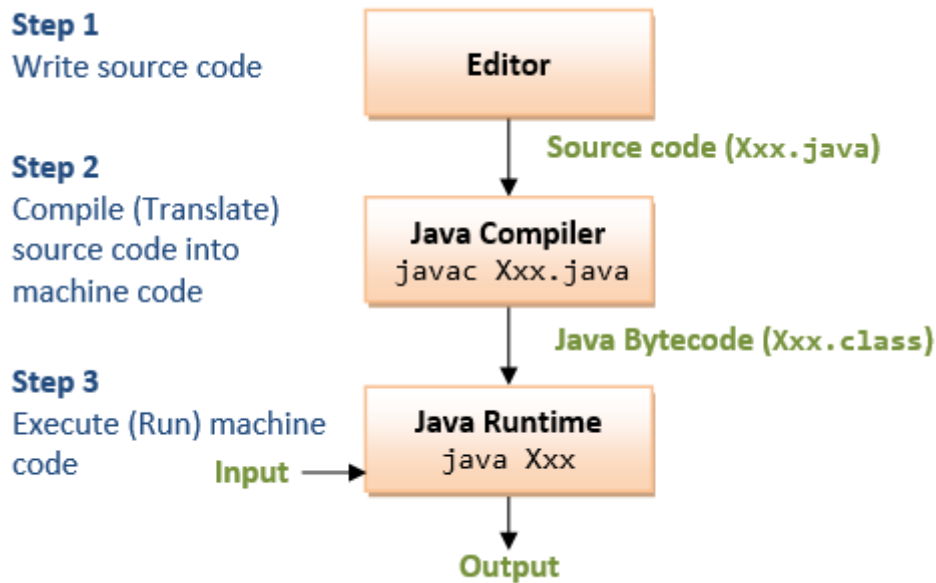 Step 1
Write source code
Editor
Source code (Xxx.java)
Step 2
Compile (Translate)
source code into
machine code
Java Compiler
javac Xxx.java
Java Bytecode (Xxx.class)
Step 3
Execute (Run) machine
code
Java Runtime
java Xxx
Input
Output